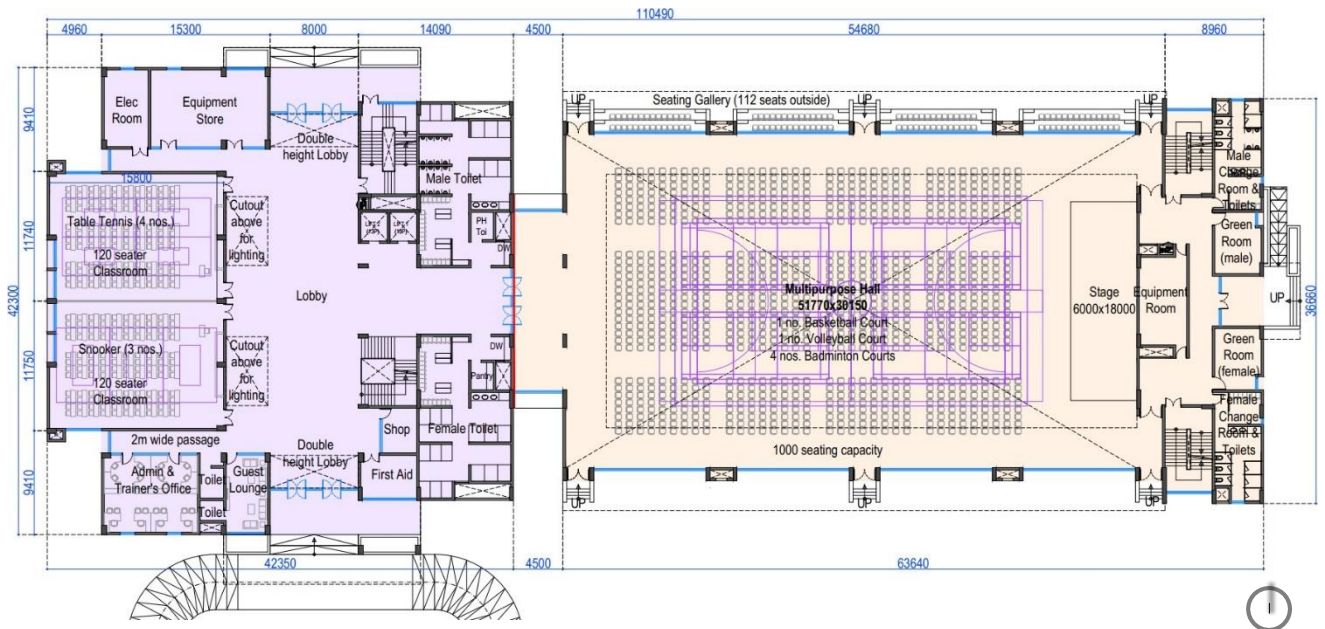 110490
4960
15300
8000
14090
4500
54680
8960
9410
11740
42300
11750
9410
36660
Elec
Room
Equipment
Store
Double
height Lobby
UP
Seating Gallery (112 seats outside)
UP
UP
15800
Table Tennis (4 nos.)
120 seater
Classroom
Cutout
above
for
lighting
Male Toilet
PH
Toi
DW
Lobby
Snooker (3 nos.)
120 seater
Classroom
Cutout
above
for
lighting
DW
Pantry
Female Toilet
Shop
First Aid
2m wide passage
Admin &
Trainer's Office
Toilet
Toilet
Guest
Lounge
Double
height Lobby
Multipurpose Hall
51770x30150
1 no. Basketball Court
1 no. Volleyball Court
4 nos. Badminton Courts
1000 seating capacity
Stage
6000x18000
Equipment
Room
Male
Change
Room &
Toilets
Green
Room
(male)
UP
Green
Room
(female)
Female
Change
Room &
Toilets
UP
UP
UP
42350
4500
63640